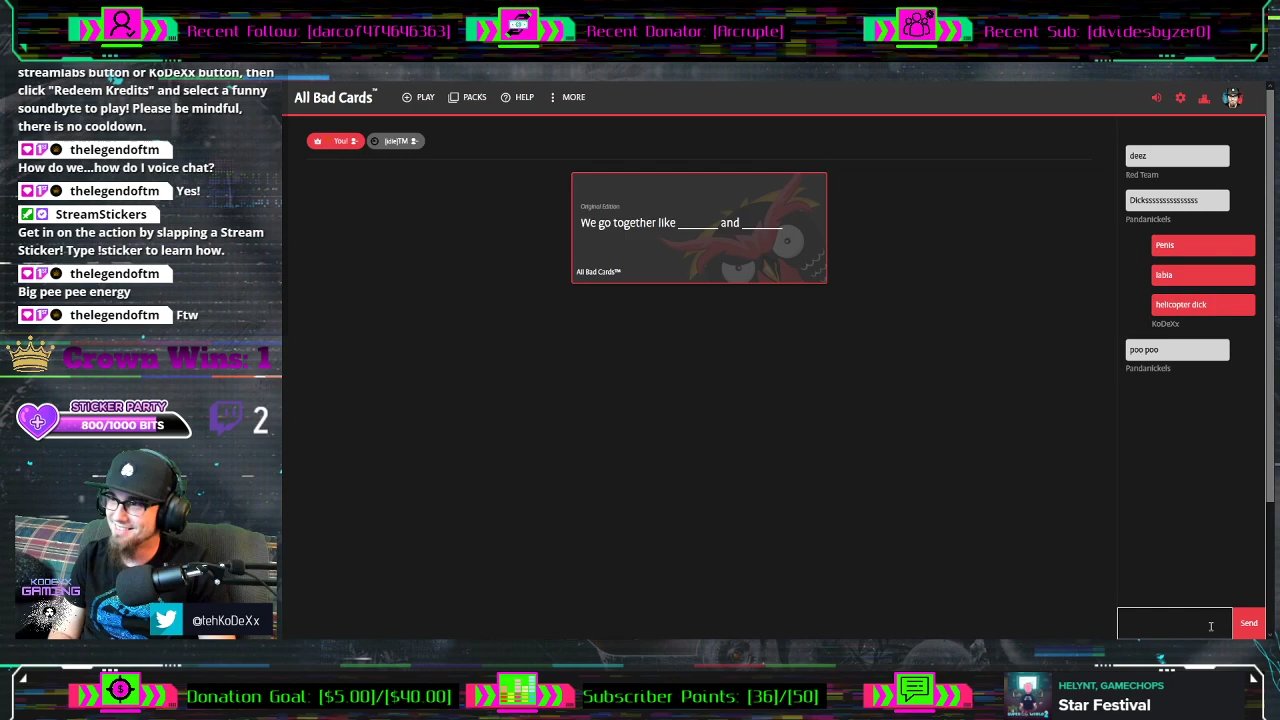 Recent Follow: [darco7474646363]
Recent Donator: [Arcrupte]
Recent Sub: [dividesbyzer0]
streamlabs button or KoDeXx button, then
click "Redeem Kredits" and select a funny
soundbyte to play! Please be mindful,
there is no cooldown.
thelegendoftm
How do we...how do I voice chat?
thelegendoftm Yes!
StreamStickers
Get in on the action by slapping a Stream
Sticker! Type !sticker to learn how.
thelegendoftm
Big pee pee energy
thelegendoftm Ftw
Crown Wins: 1
STICKER PARTY
800/1000 BITS
2
KODEXX
GAMING
@tehKoDeXx
All Bad Cards™
PLAY
PACKS
HELP
MORE
You!
[idle]TM
Original Edition
We go together like ______ and ______
All Bad Cards™
deez
Red Team
Dickssssssssssssss
Pandanickels
Penis
labia
helicopter dick
KoDeXx
poo poo
Pandanickels
Send
Donation Goal: [$5.00]/[$40.00]
Subscriber Points: [36]/[50]
HELYNT, GAMECHOPS
Star Festival